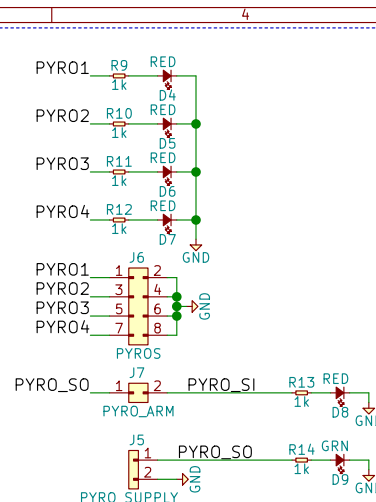 4
PYRO1 R9 1k RED D4
PYRO2 R10 1k RED D5
PYRO3 R11 1k RED D6
PYRO4 R12 1k RED D7
GND
J6
PYRO1 1 2
PYRO2 3 4
PYRO3 5 6 GND
PYRO4 7 8
PYROS
J7
PYRO_SO 1 2 PYRO_SI R13 1k RED D8
PYRO_ARM
J5
1 PYRO_SO R14 1k GRN D9
2 GND
PYRO_SUPPLY